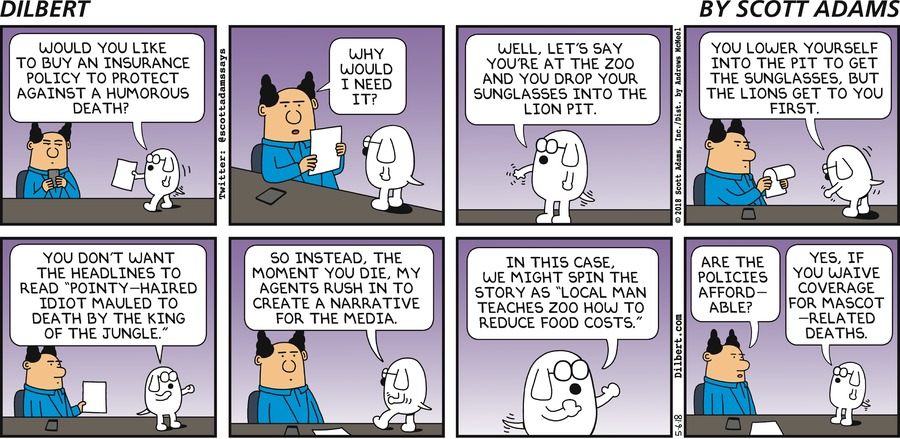 DILBERT
BY SCOTT ADAMS
WOULD YOU LIKE
TO BUY AN INSURANCE
POLICY TO PROTECT
AGAINST A HUMOROUS
DEATH?
Twitter: @scottadamssays
WHY
WOULD
I NEED
IT?
WELL, LET'S SAY
YOU'RE AT THE ZOO
AND YOU DROP YOUR
SUNGLASSES INTO THE
LION PIT.
© 2018 Scott Adams, Inc./Dist. by Andrews McMeel
YOU LOWER YOURSELF
INTO THE PIT TO GET
THE SUNGLASSES, BUT
THE LIONS GET TO YOU
FIRST.
YOU DON'T WANT
THE HEADLINES TO
READ "POINTY-HAIRED
IDIOT MAULED TO
DEATH BY THE KING
OF THE JUNGLE."
SO INSTEAD, THE
MOMENT YOU DIE, MY
AGENTS RUSH IN TO
CREATE A NARRATIVE
FOR THE MEDIA.
IN THIS CASE,
WE MIGHT SPIN THE
STORY AS "LOCAL MAN
TEACHES ZOO HOW TO
REDUCE FOOD COSTS."
5-6-18
Dilbert.com
ARE THE
POLICIES
AFFORD-
ABLE?
YES, IF
YOU WAIVE
COVERAGE
FOR MASCOT
-RELATED
DEATHS.